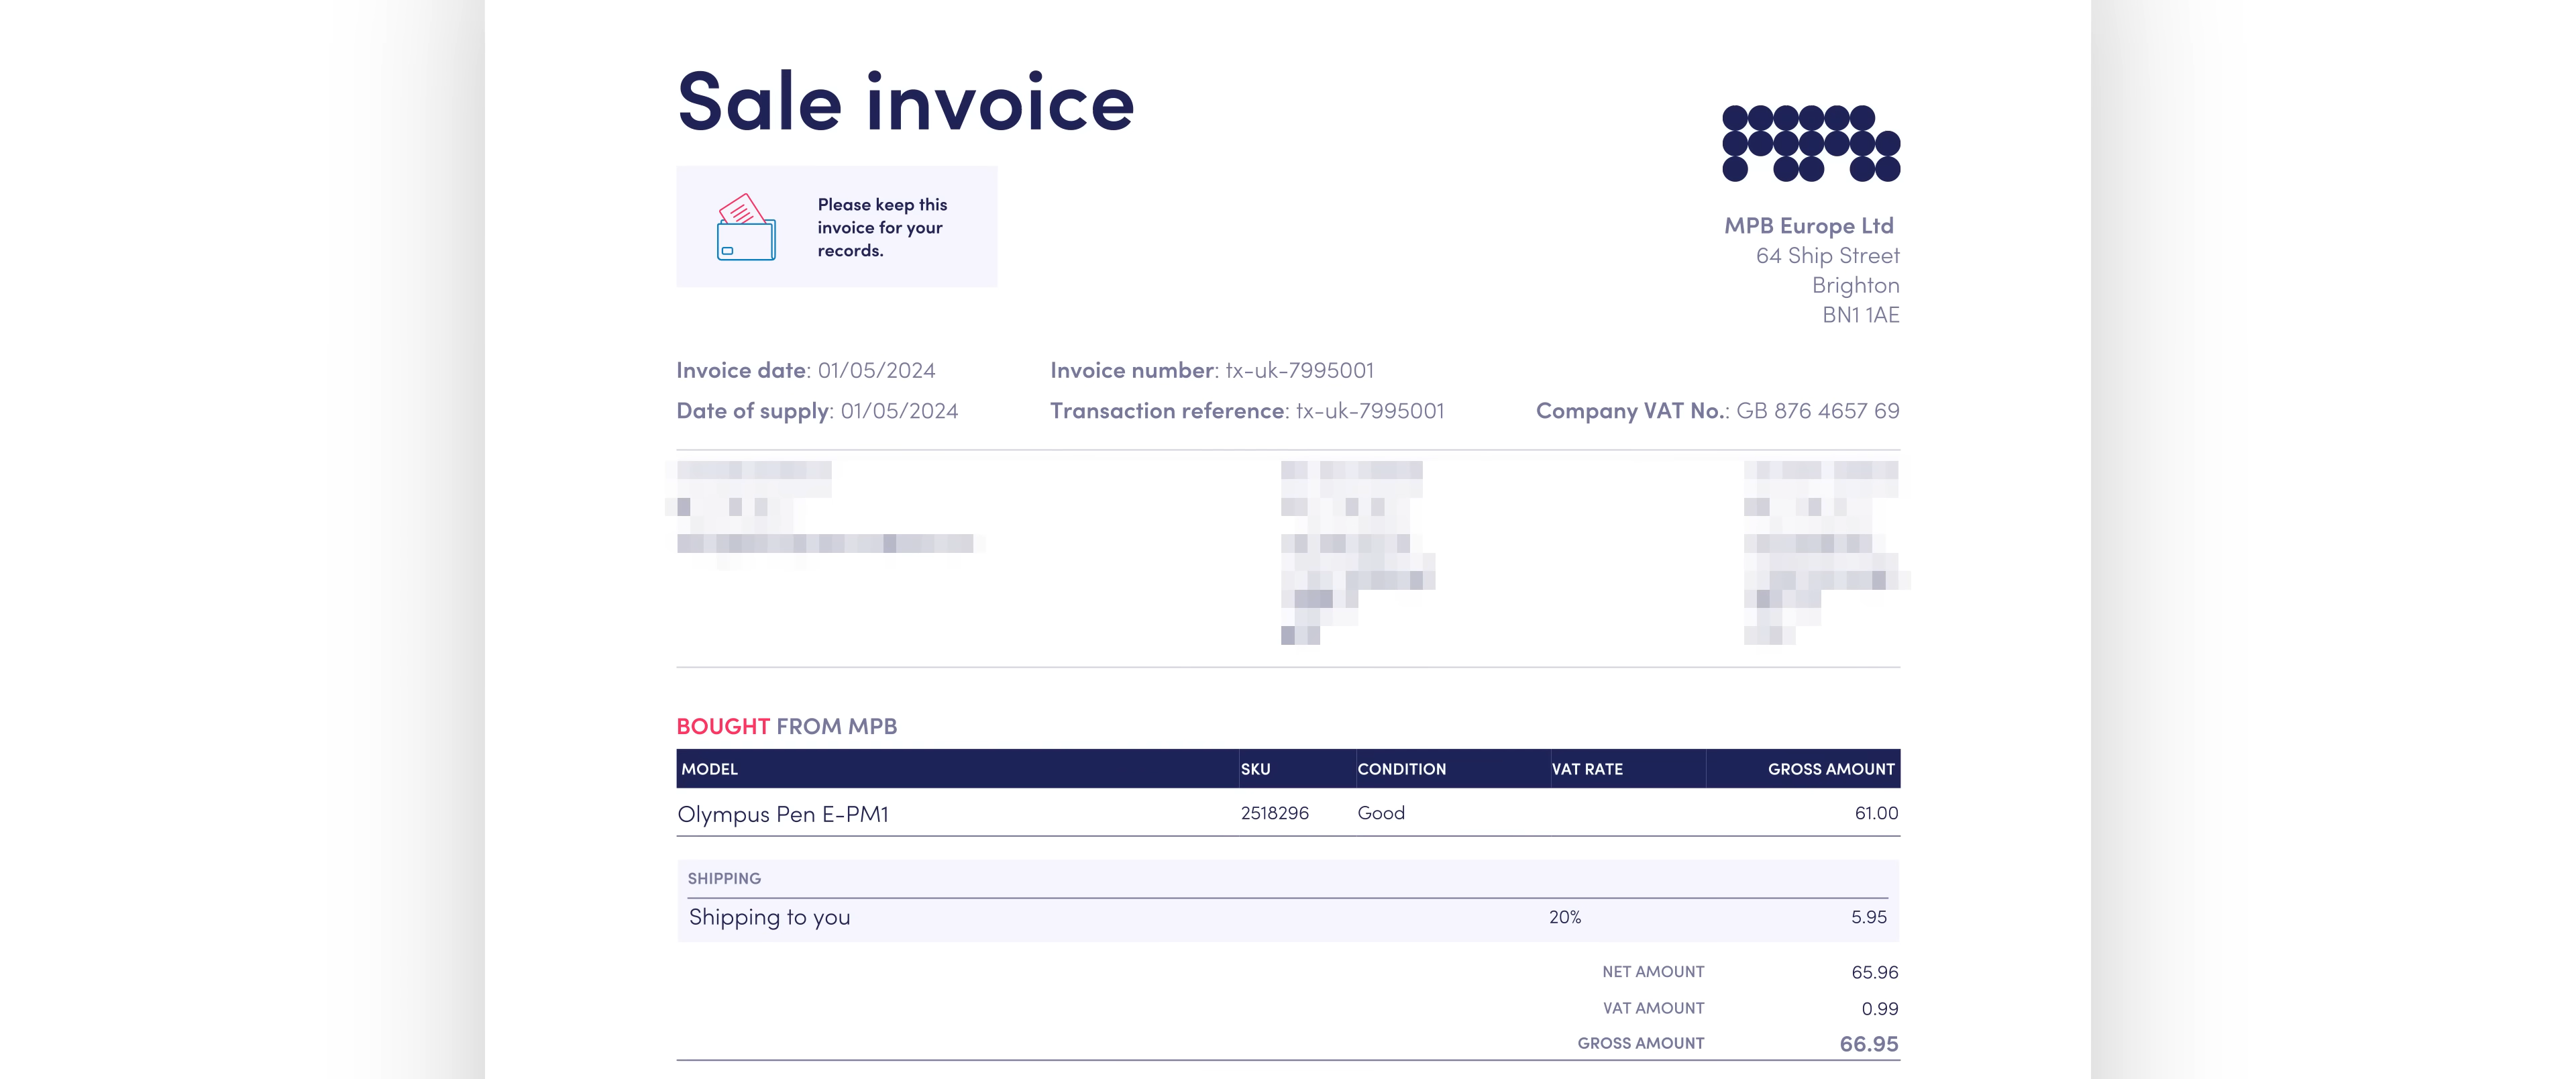 Sale invoice
Please keep this
invoice for your
records.
MPB Europe Ltd
64 Ship Street
Brighton
BN1 1AE
Invoice date: 01/05/2024
Invoice number: tx-uk-7995001
Date of supply: 01/05/2024
Transaction reference: tx-uk-7995001
Company VAT No.: GB 876 4657 69
BOUGHT FROM MPB
MODEL SKU CONDITION VAT RATE GROSS AMOUNT
Olympus Pen E-PM1 2518296 Good 61.00
SHIPPING
Shipping to you 20% 5.95
NET AMOUNT 65.96
VAT AMOUNT 0.99
GROSS AMOUNT 66.95